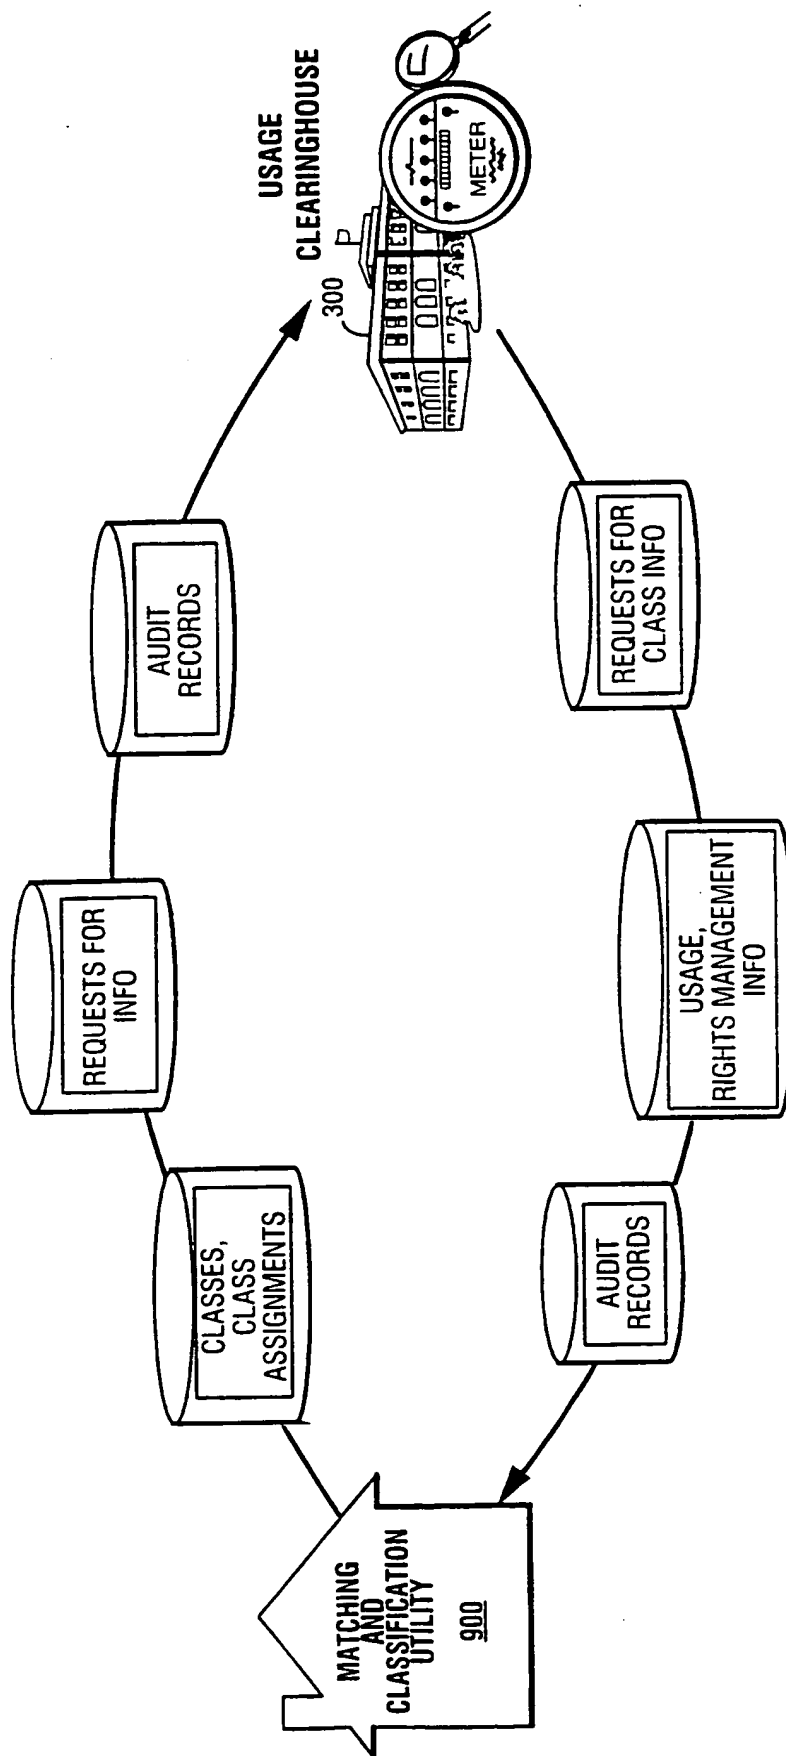 USAGE
CLEARINGHOUSE
300
METER
AUDIT
RECORDS
REQUESTS FOR
INFO
CLASSES,
CLASS
ASSIGNMENTS
MATCHING
AND
CLASSIFICATION
UTILITY
900
REQUESTS FOR
CLASS INFO
USAGE,
RIGHTS MANAGEMENT
INFO
AUDIT
RECORDS